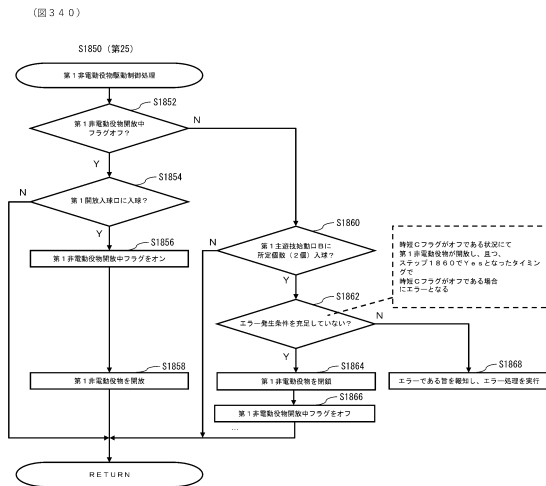 （図３４０）
S1850（第25）
第１非電動役物駆動制御処理
S1852
第１非電動役物開放中
フラグオフ？
N
Y
S1854
N
第１開放入球口に入球？
Y
S1856
第１非電動役物開放中フラグをオン
S1858
第１非電動役物を開放
S1860
N
第１主遊技始動口Ｂに
所定個数（２個）入球？
Y
時短Ｃフラグがオフである状況にて
第１非電動役物が開放し、且つ、
ステップ１８６０でＹｅｓとなったタイミン
グで
時短Ｃフラグがオフである場合
にエラーとなる
S1862
エラー発生条件を充足していない？
N
Y
S1864
第１非電動役物を閉鎖
S1868
エラーである旨を報知し、エラー処理を実行
S1866
第１非電動役物開放中フラグをオフ
…
ＲＥＴＵＲＮ